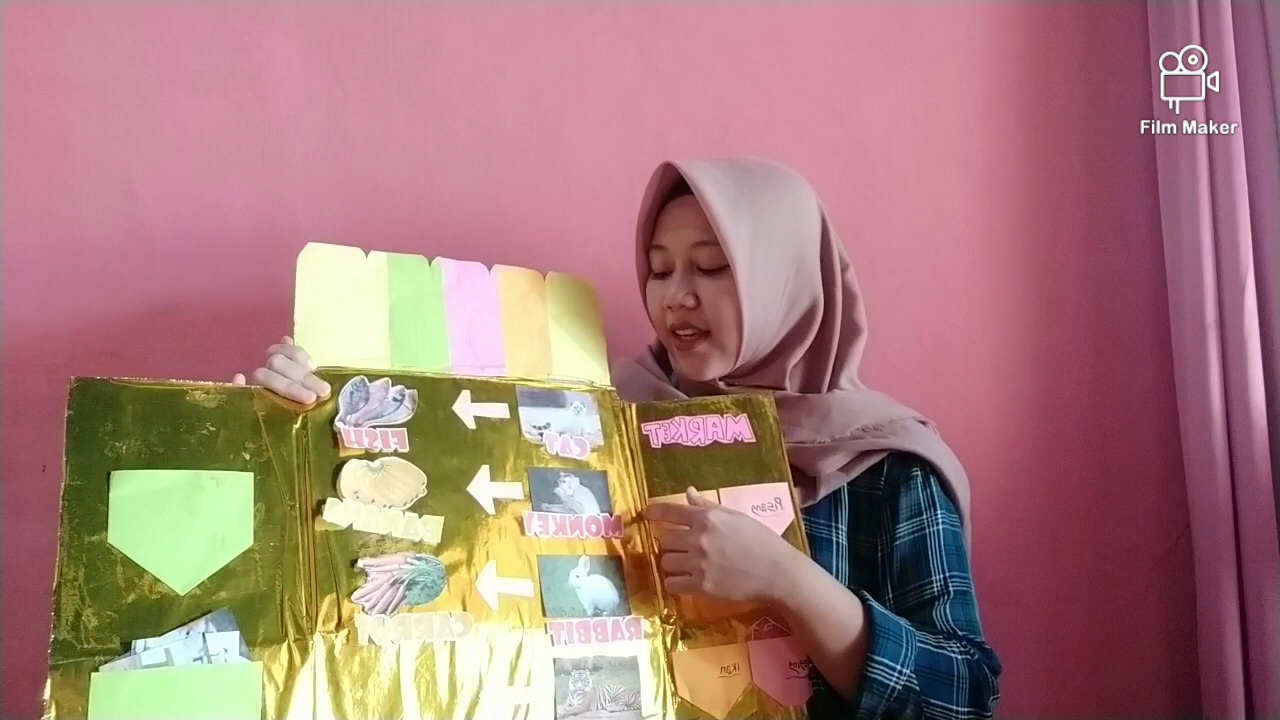 Film Maker
MARKET
FISH
CAT
Pisang
BANANA
MONKEY
CARROT
RABBIT
Ikan